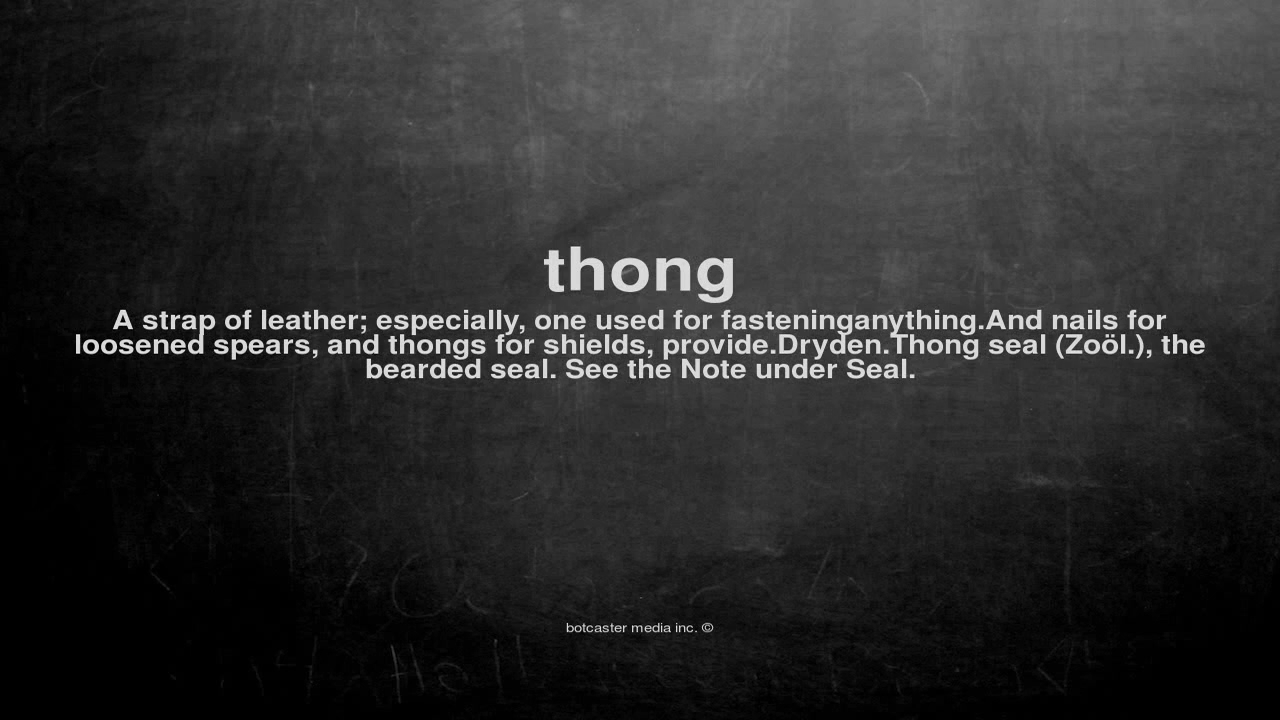 thong
A strap of leather; especially, one used for fasteninganything.And nails for
loosened spears, and thongs for shields, provide.Dryden.Thong seal (Zoöl.), the
bearded seal. See the Note under Seal.
botcaster media inc. ©